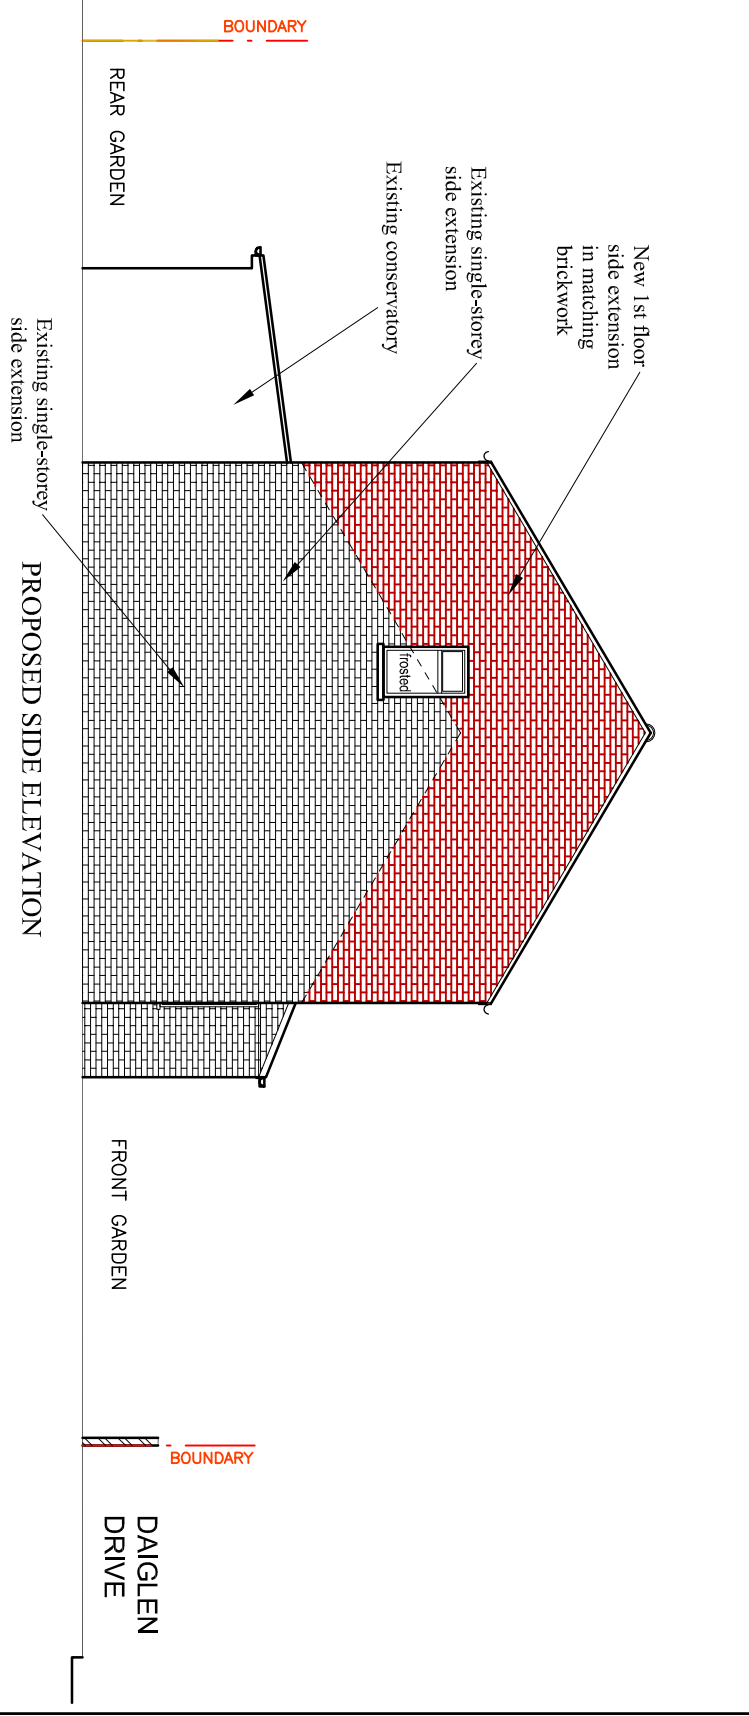 New 1st floor
side extension
in matching
brickwork
Existing single-storey
side extension
Existing conservatory
frosted
BOUNDARY
REAR GARDEN
FRONT GARDEN
BOUNDARY
DAIGLEN
DRIVE
Existing single-storey
side extension
PROPOSED SIDE ELEVATION